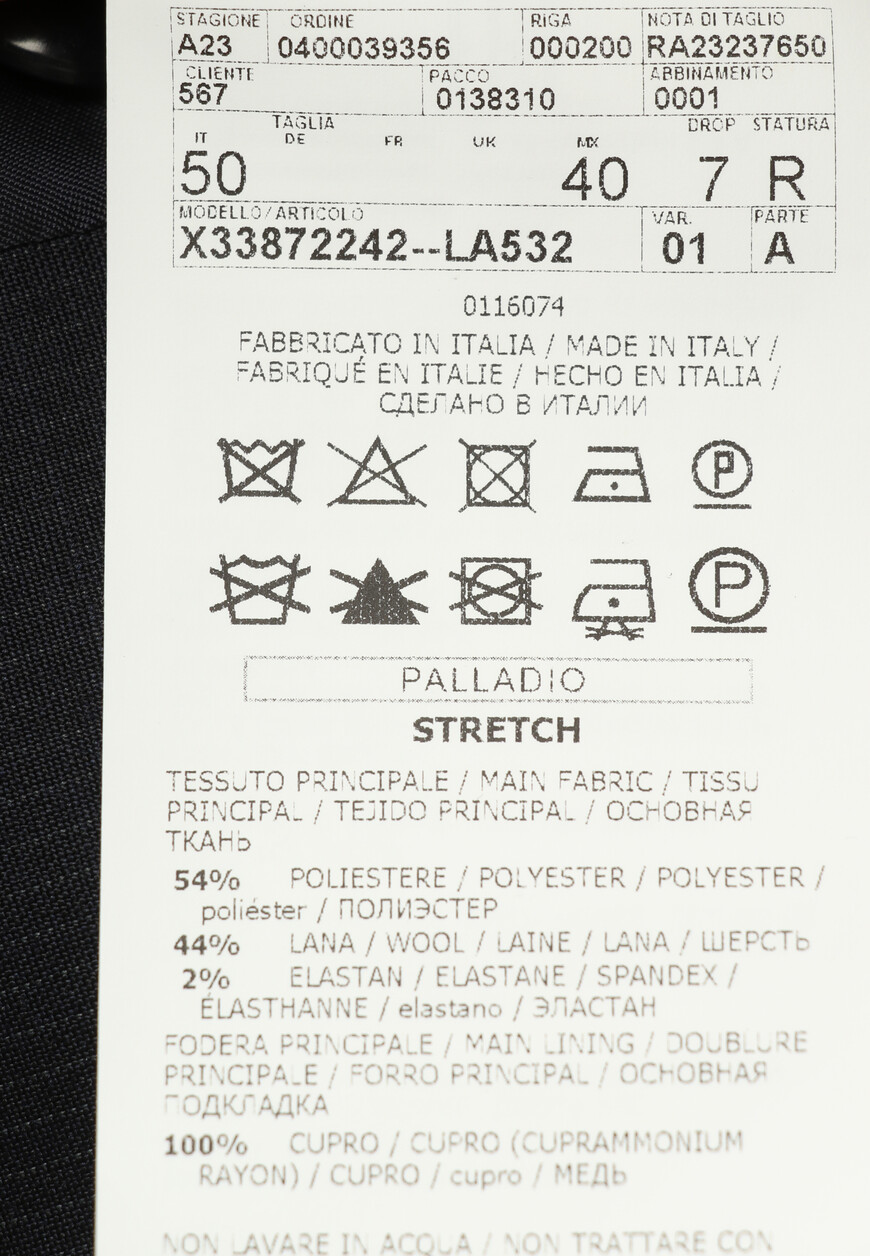 STAGIONE ORDINE RIGA NOTA DI TAGLIO
A23 0400039356 000200 RA23237650
CLIENTE PACCO ABBINAMENTO
567 0138310 0001
TAGLIA DROP STATURA
IT DE FR UK MX
50 40 7 R
MODELLO/ARTICOLO VAR. PARTE
X33872242--LA532 01 A
0116074
FABBRICATO IN ITALIA / MADE IN ITALY /
FABRIQUÉ EN ITALIE / HECHO EN ITALIA /
СДЕЛАНО В ИТАЛИИ
P
P
PALLADIO
STRETCH
TESSUTO PRINCIPALE / MAIN FABRIC / TISSU
PRINCIPAL / TEJIDO PRINCIPAL / ОСНОВНАЯ
ТКАНЬ
54% POLIESTERE / POLYESTER / POLYESTER /
poliéster / ПОЛИЭСТЕР
44% LANA / WOOL / LAINE / LANA / ШЕРСТЬ
2% ELASTAN / ELASTANE / SPANDEX /
ÉLASTHANNE / elastano / ЭЛАСТАН
FODERA PRINCIPALE / MAIN LINING / DOUBLURE
PRINCIPALE / FORRO PRINCIPAL / ОСНОВНАЯ
ПОДКЛАДКА
100% CUPRO / CUPRO (CUPRAMMONIUM
RAYON) / CUPRO / cupro / МЕДЬ
NON LAVARE IN ACQUA / NON TRATTARE CON